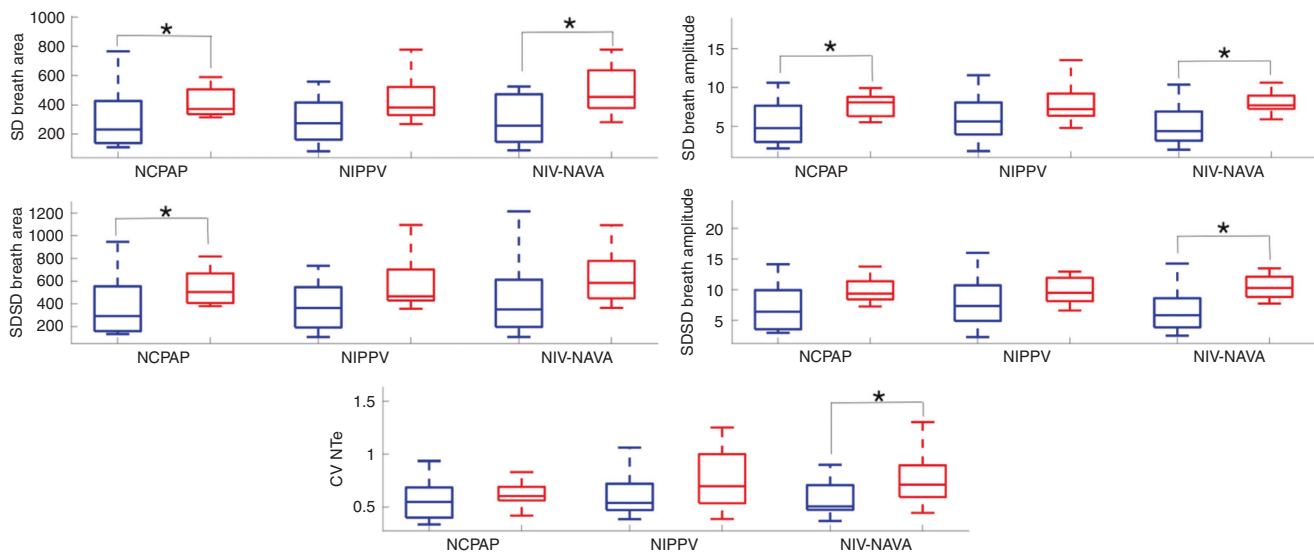 SD breath area
1000
800
600
400
200
*
*
NCPAP NIPPV NIV-NAVA
SD breath amplitude
15
10
5
*
*
NCPAP NIPPV NIV-NAVA
SDSD breath area
1200
1000
800
600
400
200
*
NCPAP NIPPV NIV-NAVA
SDSD breath amplitude
20
15
10
5
*
NCPAP NIPPV NIV-NAVA
CV NTe
1.5
1
0.5
*
NCPAP NIPPV NIV-NAVA